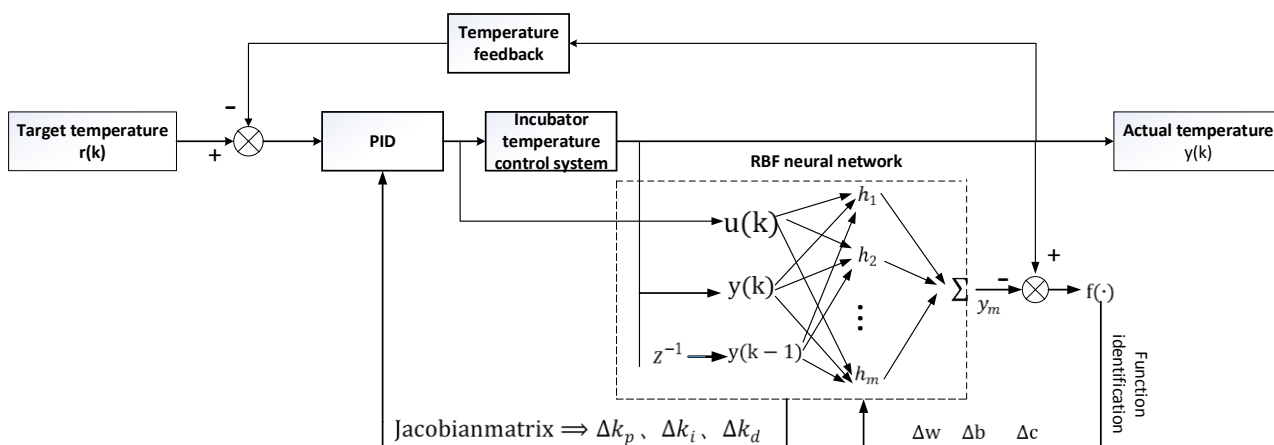 Temperature
feedback
−
Target temperature
r(k)
+
PID
Incubator
temperature
control system
Actual temperature
y(k)
RBF neural network
u(k)
y(k)
z⁻¹
y(k − 1)
h₁
h₂
⋮
hₘ
Σ
yₘ
−
+
f(·)
Function
identification
Jacobianmatrix ⟹ Δkₚ 、 Δkᵢ 、 Δk_d
Δw Δb Δc